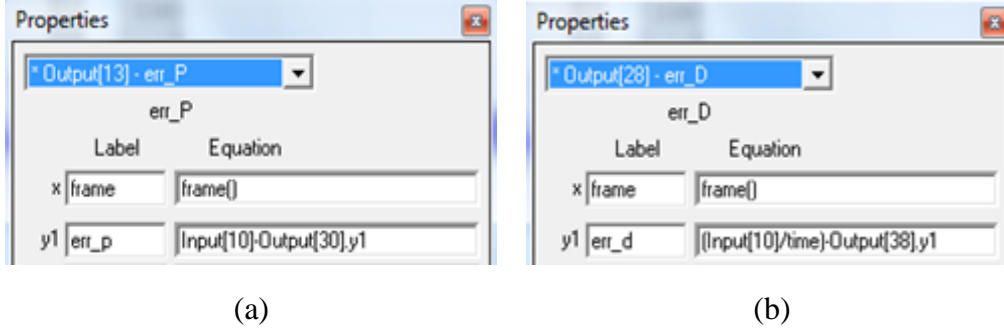 Properties
* Output[13] - err_P
err_P
Label Equation
x frame frame()
y1 err_p Input[10]-Output[30].y1
(a)
Properties
* Output[28] - err_D
err_D
Label Equation
x frame frame()
y1 err_d (Input[10]/time)-Output[38].y1
(b)